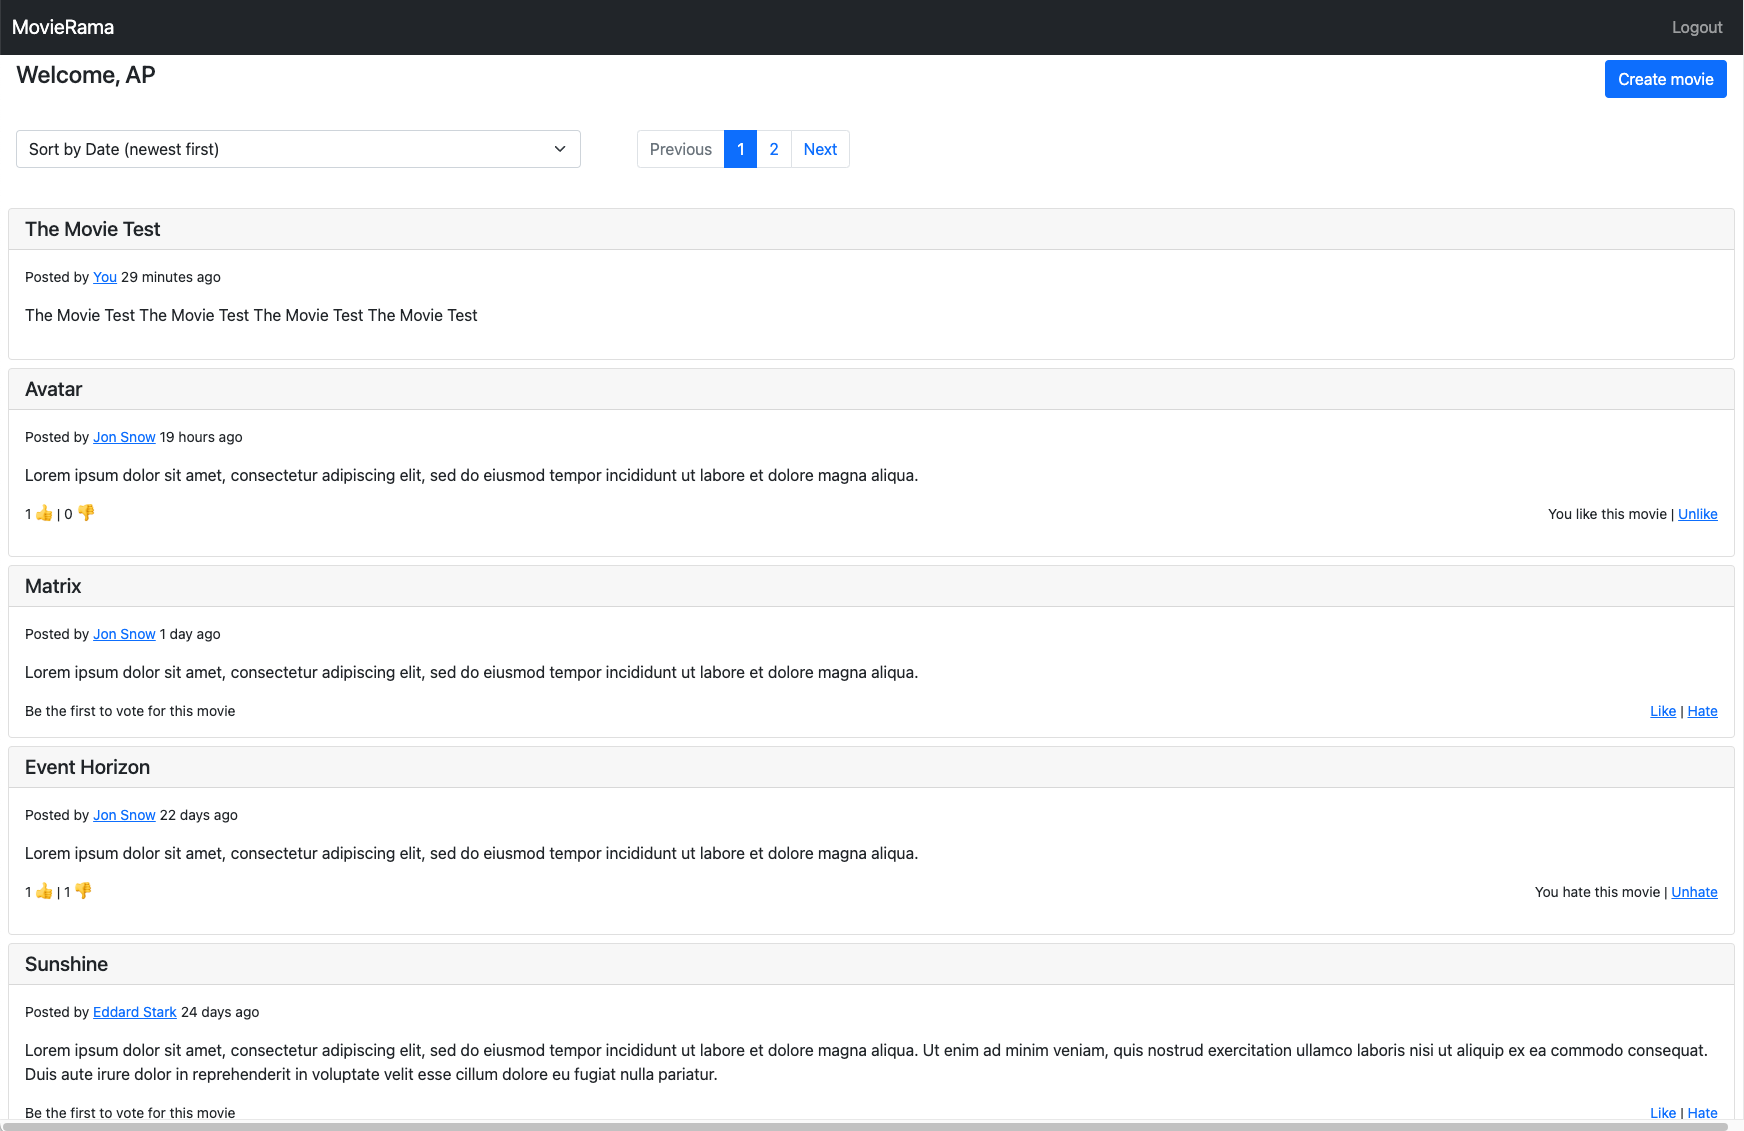 MovieRama
Logout
Welcome, AP
Create movie
Sort by Date (newest first)
Previous 1 2 Next
The Movie Test
Posted by You 29 minutes ago
The Movie Test The Movie Test The Movie Test The Movie Test
Avatar
Posted by Jon Snow 19 hours ago
Lorem ipsum dolor sit amet, consectetur adipiscing elit, sed do eiusmod tempor incididunt ut labore et dolore magna aliqua.
1 👍 | 0 👎
You like this movie | Unlike
Matrix
Posted by Jon Snow 1 day ago
Lorem ipsum dolor sit amet, consectetur adipiscing elit, sed do eiusmod tempor incididunt ut labore et dolore magna aliqua.
Be the first to vote for this movie
Like | Hate
Event Horizon
Posted by Jon Snow 22 days ago
Lorem ipsum dolor sit amet, consectetur adipiscing elit, sed do eiusmod tempor incididunt ut labore et dolore magna aliqua.
1 👍 | 1 👎
You hate this movie | Unhate
Sunshine
Posted by Eddard Stark 24 days ago
Lorem ipsum dolor sit amet, consectetur adipiscing elit, sed do eiusmod tempor incididunt ut labore et dolore magna aliqua. Ut enim ad minim veniam, quis nostrud exercitation ullamco laboris nisi ut aliquip ex ea commodo consequat.
Duis aute irure dolor in reprehenderit in voluptate velit esse cillum dolore eu fugiat nulla pariatur.
Be the first to vote for this movie
Like | Hate